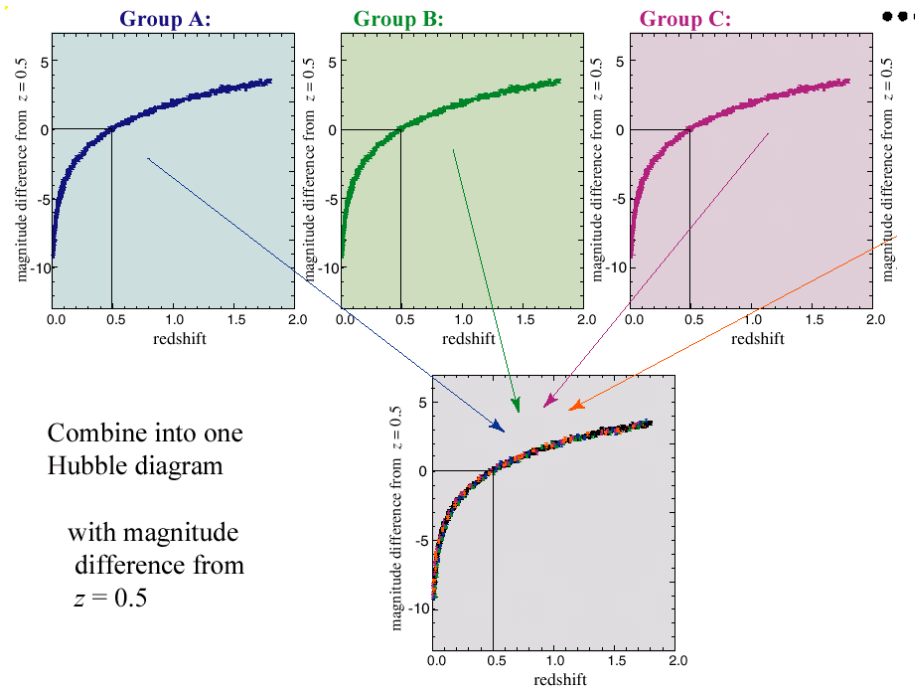 Group A:
Group B:
Group C:
magnitude difference from z = 0.5
5
0
-5
-10
0.0 0.5 1.0 1.5 2.0
redshift
magnitude difference from z = 0.5
5
0
-5
-10
0.0 0.5 1.0 1.5 2.0
redshift
magnitude difference from z = 0.5
5
0
-5
-10
0.0 0.5 1.0 1.5 2.0
redshift
magnitude difference from z = 0.5
Combine into one
Hubble diagram
with magnitude
difference from
z = 0.5
magnitude difference from z = 0.5
5
0
-5
-10
0.0 0.5 1.0 1.5 2.0
redshift